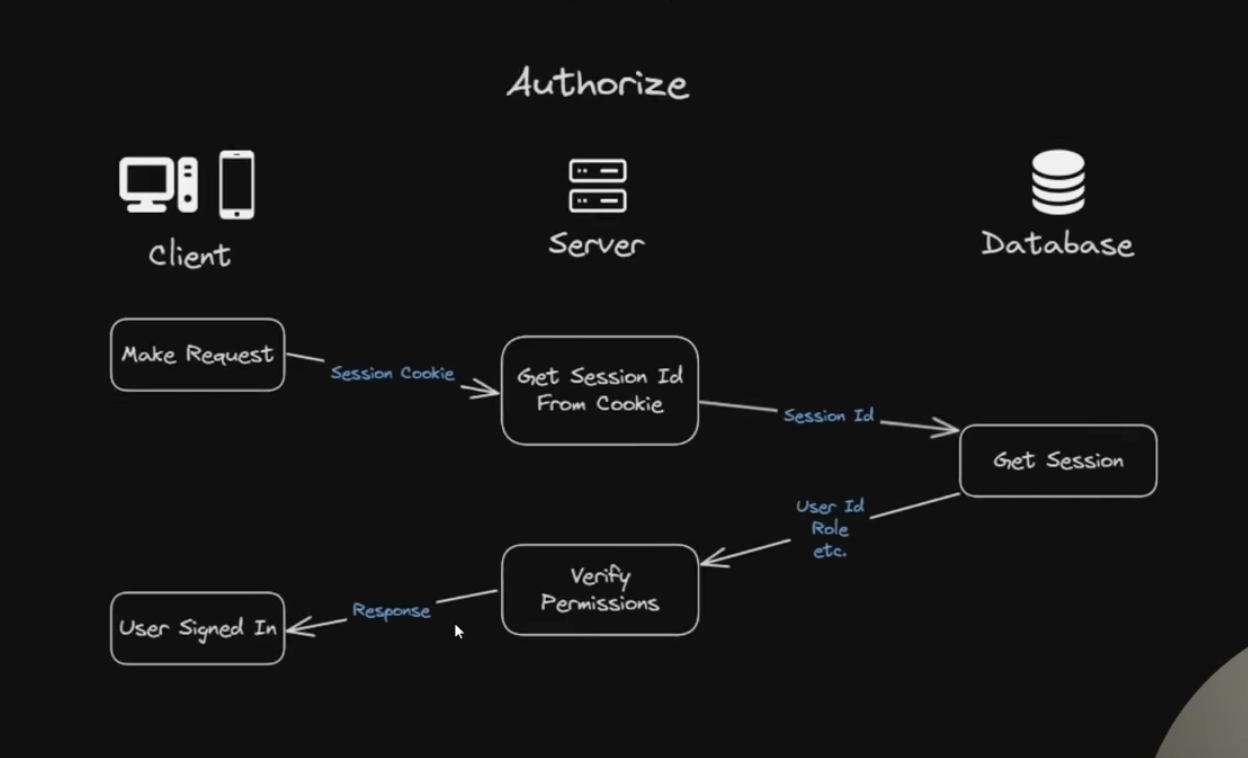 Authorize
Client
Server
Database
Make Request
Session Cookie
Get Session Id
From Cookie
Session Id
Get Session
User Id
Role
etc.
Verify
Permissions
Response
User Signed In